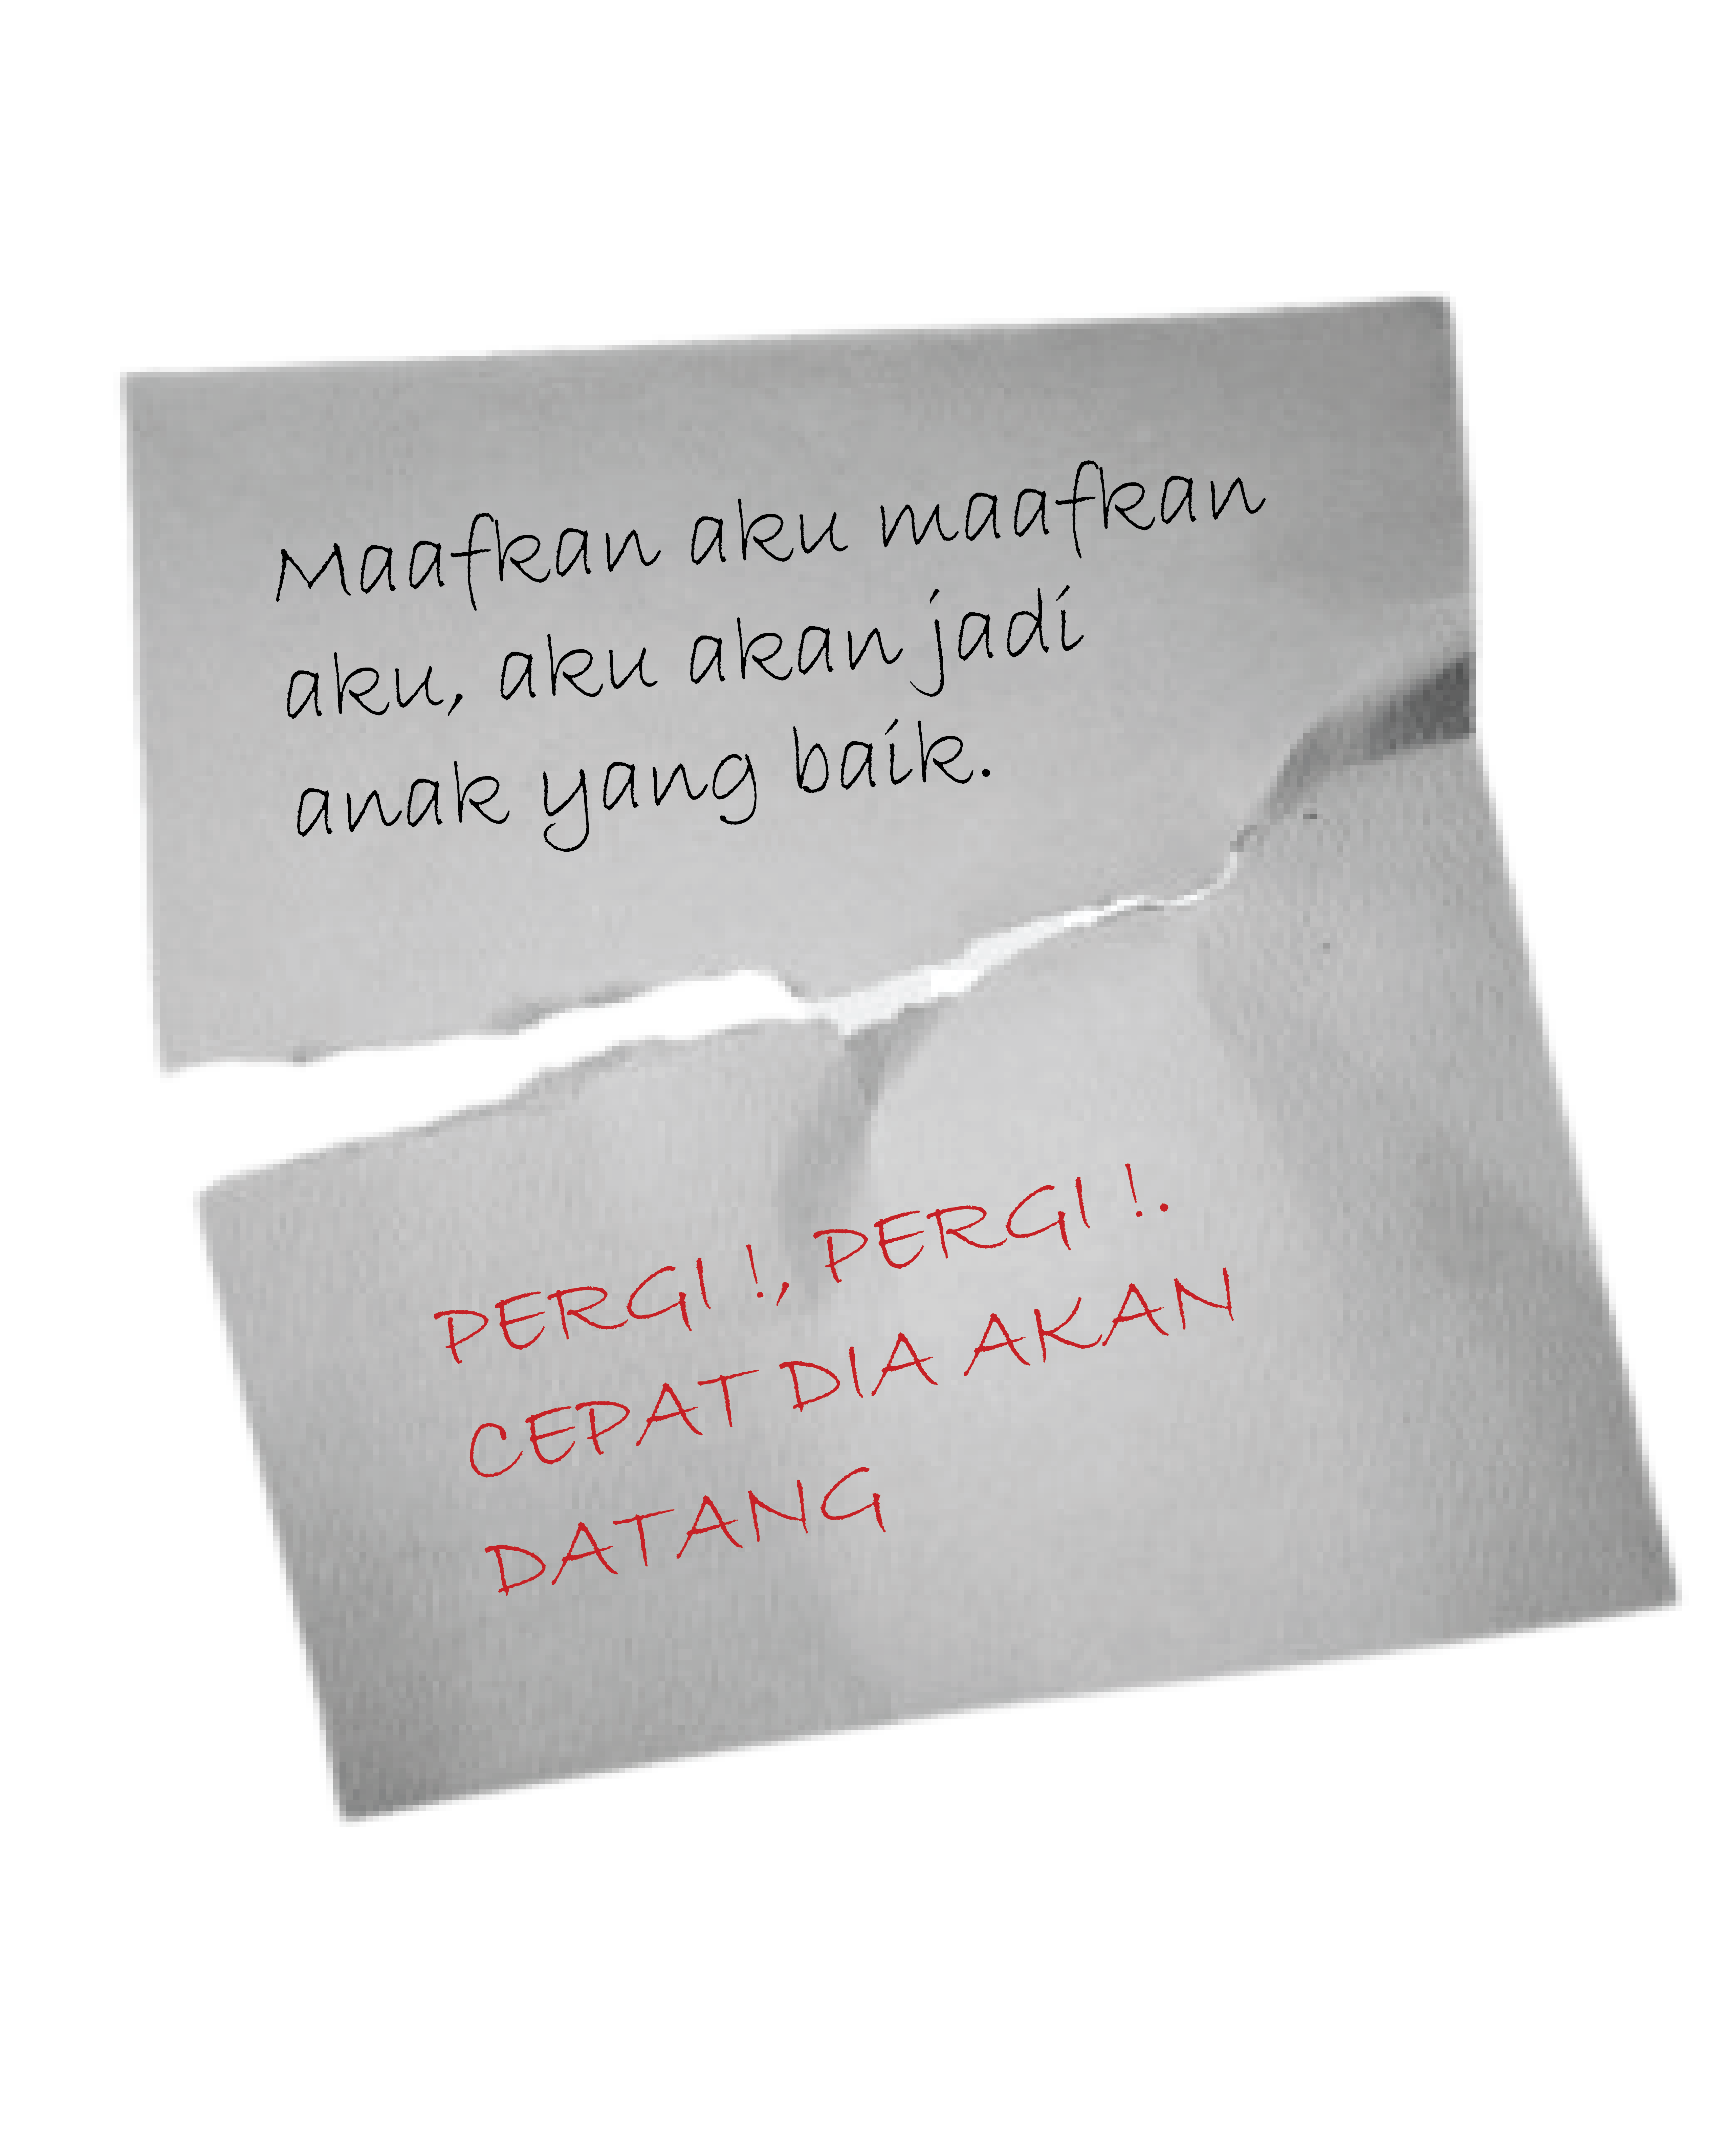 Maafkan aku maafkan
aku, aku akan jadi
anak yang baik.
PERGI !, PERGI !.
CEPAT DIA AKAN
DATANG